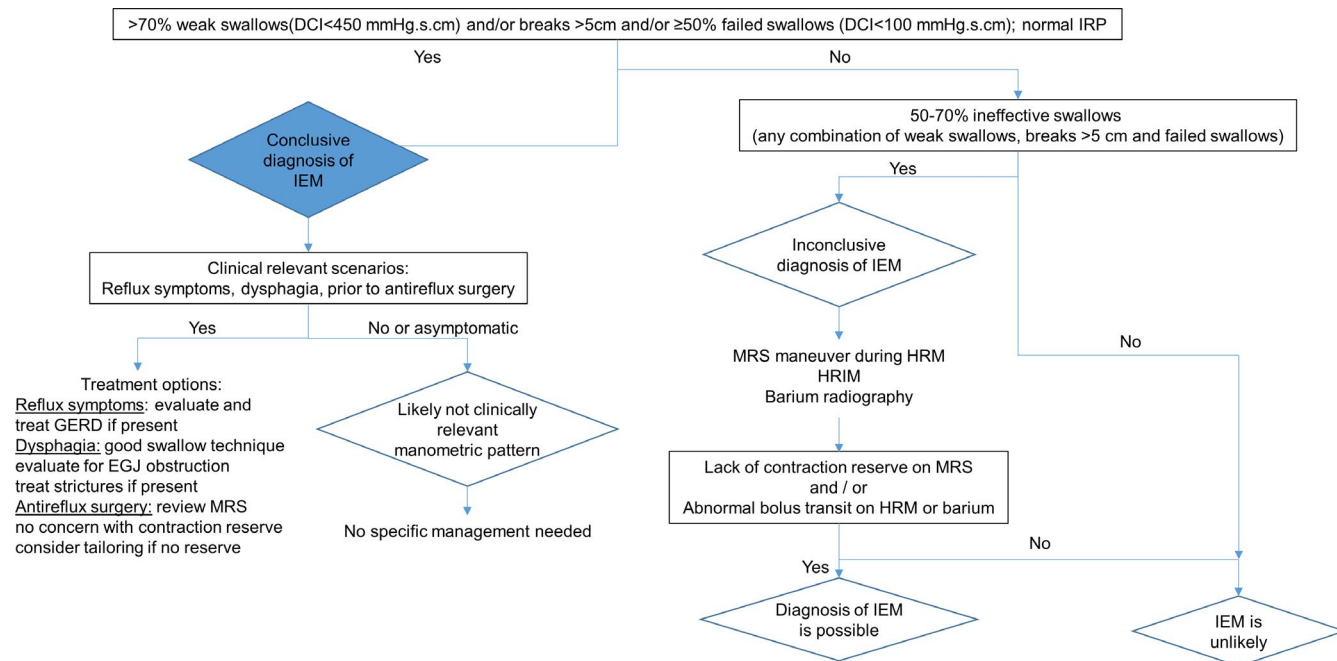 >70% weak swallows(DCI<450 mmHg.s.cm) and/or breaks >5cm and/or ≥50% failed swallows (DCI<100 mmHg.s.cm); normal IRP
Yes
No
Conclusive
diagnosis of
IEM
50-70% ineffective swallows
(any combination of weak swallows, breaks >5 cm and failed swallows)
Yes
Inconclusive
diagnosis of IEM
Clinical relevant scenarios:
Reflux symptoms, dysphagia, prior to antireflux surgery
Yes
No or asymptomatic
No
MRS maneuver during HRM
HRIM
Barium radiography
Treatment options:
Reflux symptoms: evaluate and
treat GERD if present
Dysphagia: good swallow technique
evaluate for EGJ obstruction
treat strictures if present
Antireflux surgery: review MRS
no concern with contraction reserve
consider tailoring if no reserve
Likely not clinically
relevant
manometric pattern
No specific management needed
Lack of contraction reserve on MRS
and / or
Abnormal bolus transit on HRM or barium
No
Yes
Diagnosis of IEM
is possible
IEM is
unlikely